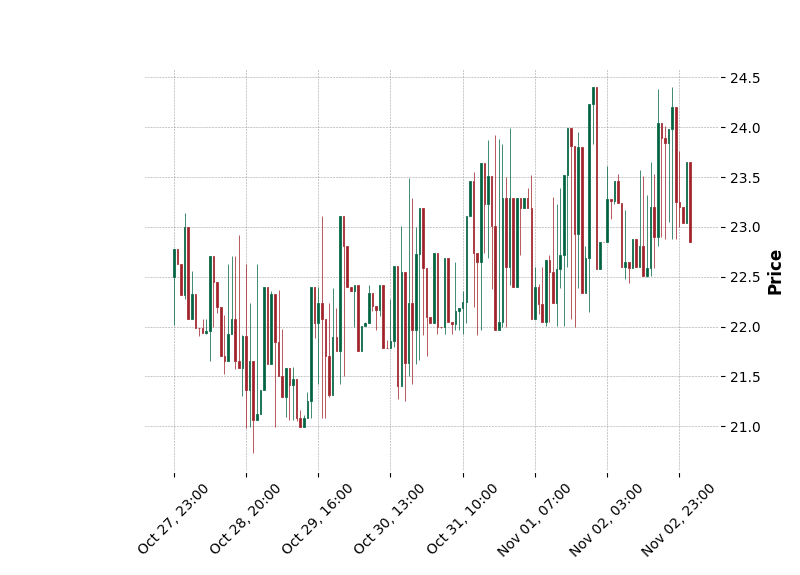 24.5
24.0
23.5
23.0
22.5
22.0
21.5
21.0
Price
Oct 27, 23:00
Oct 28, 20:00
Oct 29, 16:00
Oct 30, 13:00
Oct 31, 10:00
Nov 01, 07:00
Nov 02, 03:00
Nov 02, 23:00